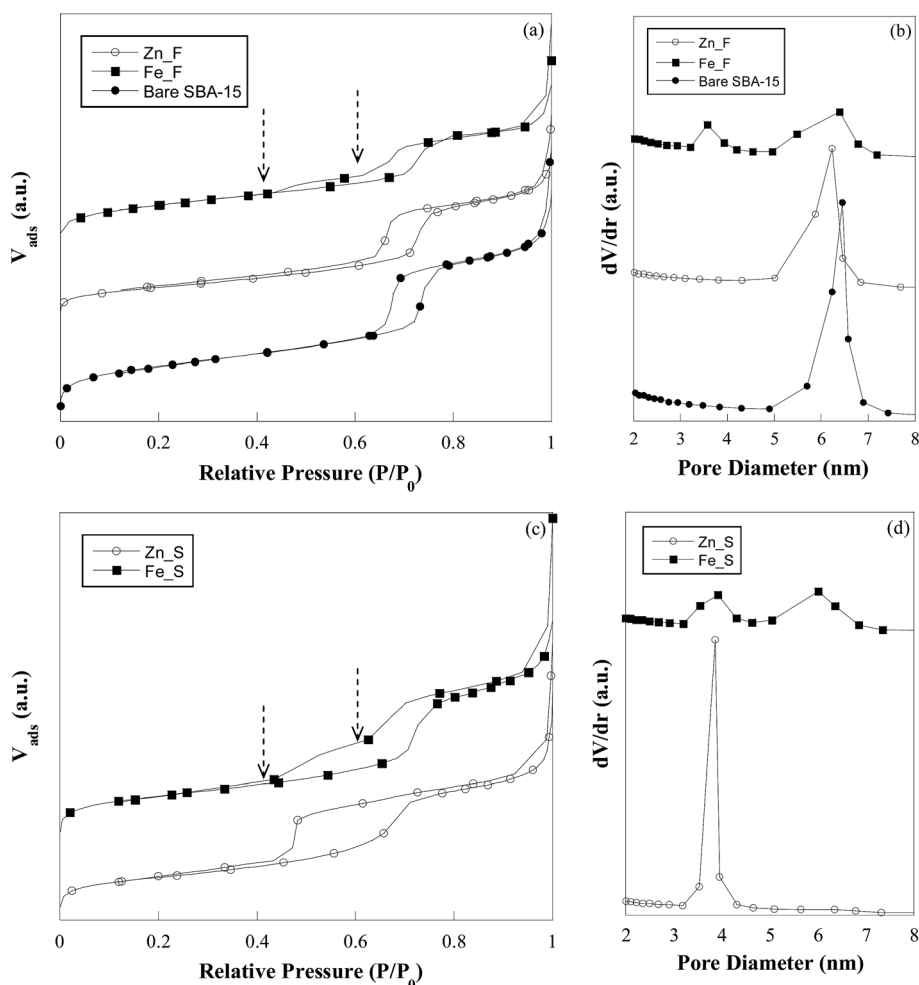 (a)
Zn_F
Fe_F
Bare SBA-15
V_ads (a.u.)
0 0.2 0.4 0.6 0.8 1
Relative Pressure (P/P_0)
(b)
Zn_F
Fe_F
Bare SBA-15
dV/dr (a.u.)
2 3 4 5 6 7 8
Pore Diameter (nm)
(c)
Zn_S
Fe_S
V_ads (a.u.)
0 0.2 0.4 0.6 0.8 1
Relative Pressure (P/P_0)
(d)
Zn_S
Fe_S
dV/dr (a.u.)
2 3 4 5 6 7 8
Pore Diameter (nm)